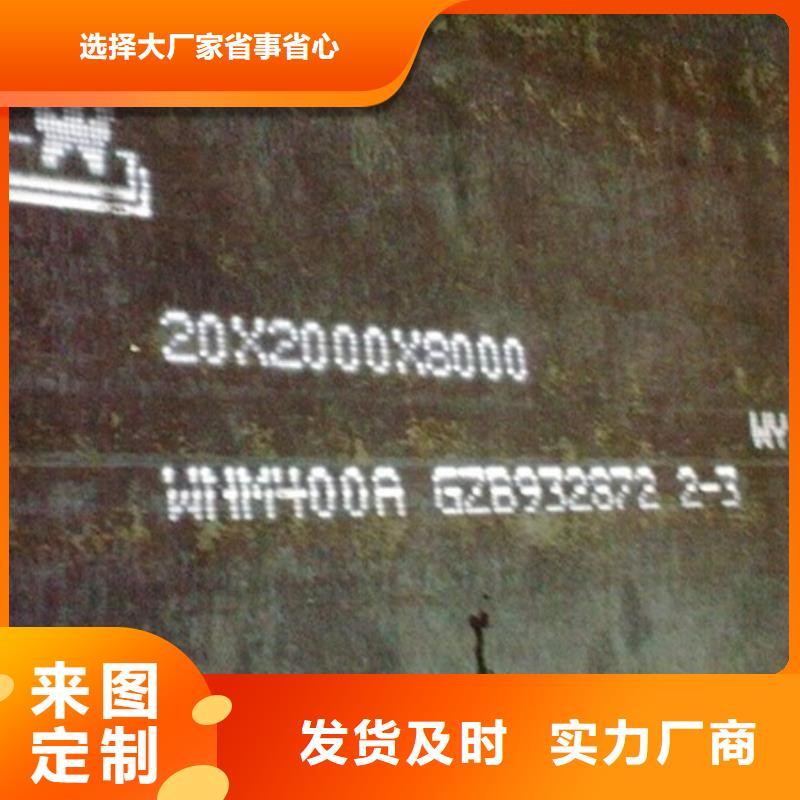 选择大厂家省事省心
W
20X2000X8000
WY
WNM400A GZB932872 2-3
来图
定制
发货及时 实力厂商